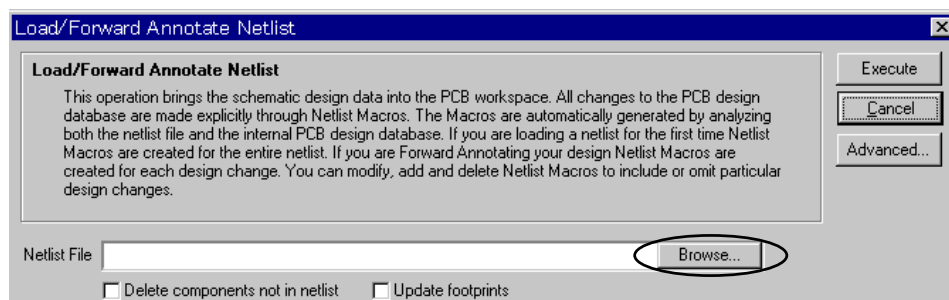 Load/Forward Annotate Netlist
Load/Forward Annotate Netlist
This operation brings the schematic design data into the PCB workspace. All changes to the PCB design
database are made explicitly through Netlist Macros. The Macros are automatically generated by analyzing
both the netlist file and the internal PCB design database. If you are loading a netlist for the first time Netlist
Macros are created for the entire netlist. If you are Forward Annotating your design Netlist Macros are
created for each design change. You can modify, add and delete Netlist Macros to include or omit particular
design changes.
Execute
Cancel
Advanced...
Netlist File
Browse...
Delete components not in netlist
Update footprints